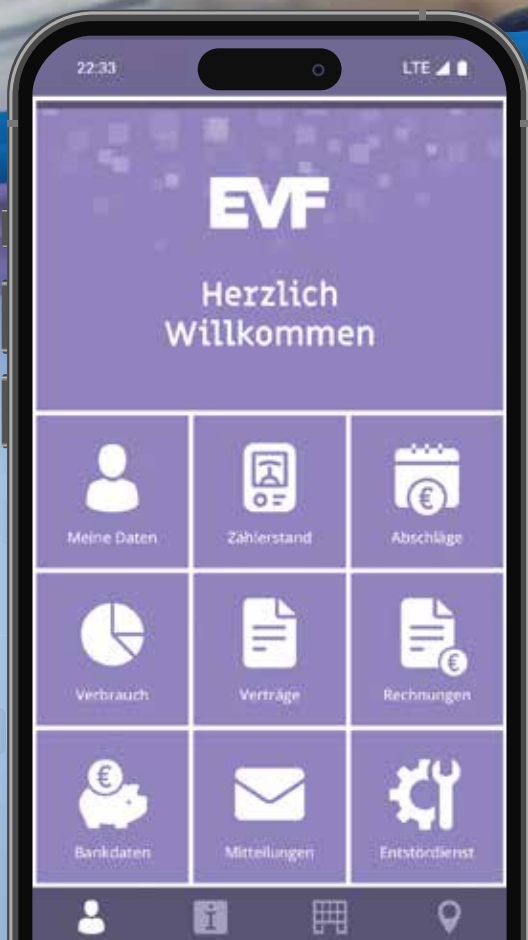 22:33
LTE
EVF
Herzlich
Willkommen
Meine Daten
Zählerstand
Abschläge
Verbrauch
Verträge
Rechnungen
Bankdaten
Mitteilungen
Entstördienst